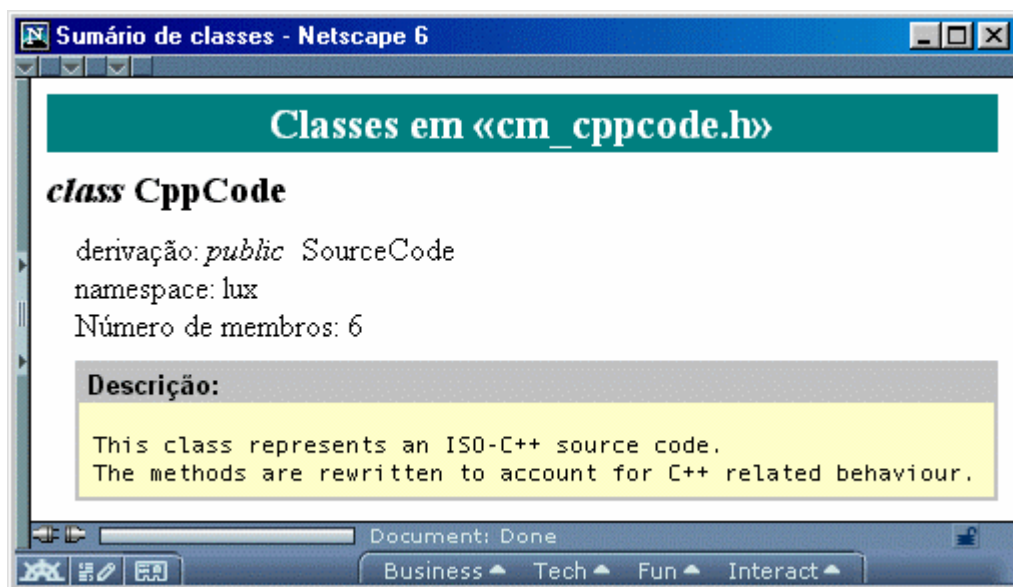 Sumário de classes - Netscape 6
Classes em «cm_cppcode.h»
class CppCode
derivação: public SourceCode
namespace: lux
Número de membros: 6
Descrição:
This class represents an ISO-C++ source code.
The methods are rewritten to account for C++ related behaviour.
Document: Done
Business Tech Fun Interact